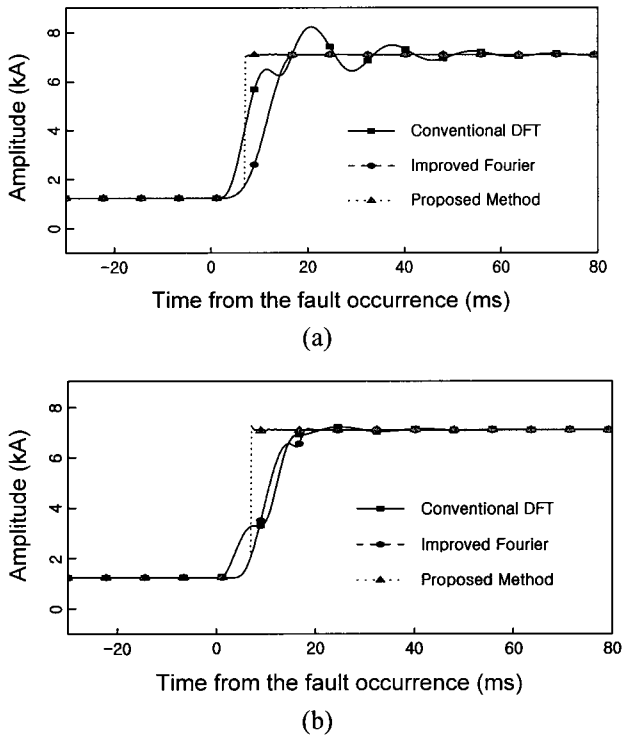 8
6
4
2
0
Amplitude (kA)
Conventional DFT
Improved Fourier
Proposed Method
−20 0 20 40 60 80
Time from the fault occurrence (ms)
(a)
8
6
4
2
0
Amplitude (kA)
Conventional DFT
Improved Fourier
Proposed Method
−20 0 20 40 60 80
Time from the fault occurrence (ms)
(b)